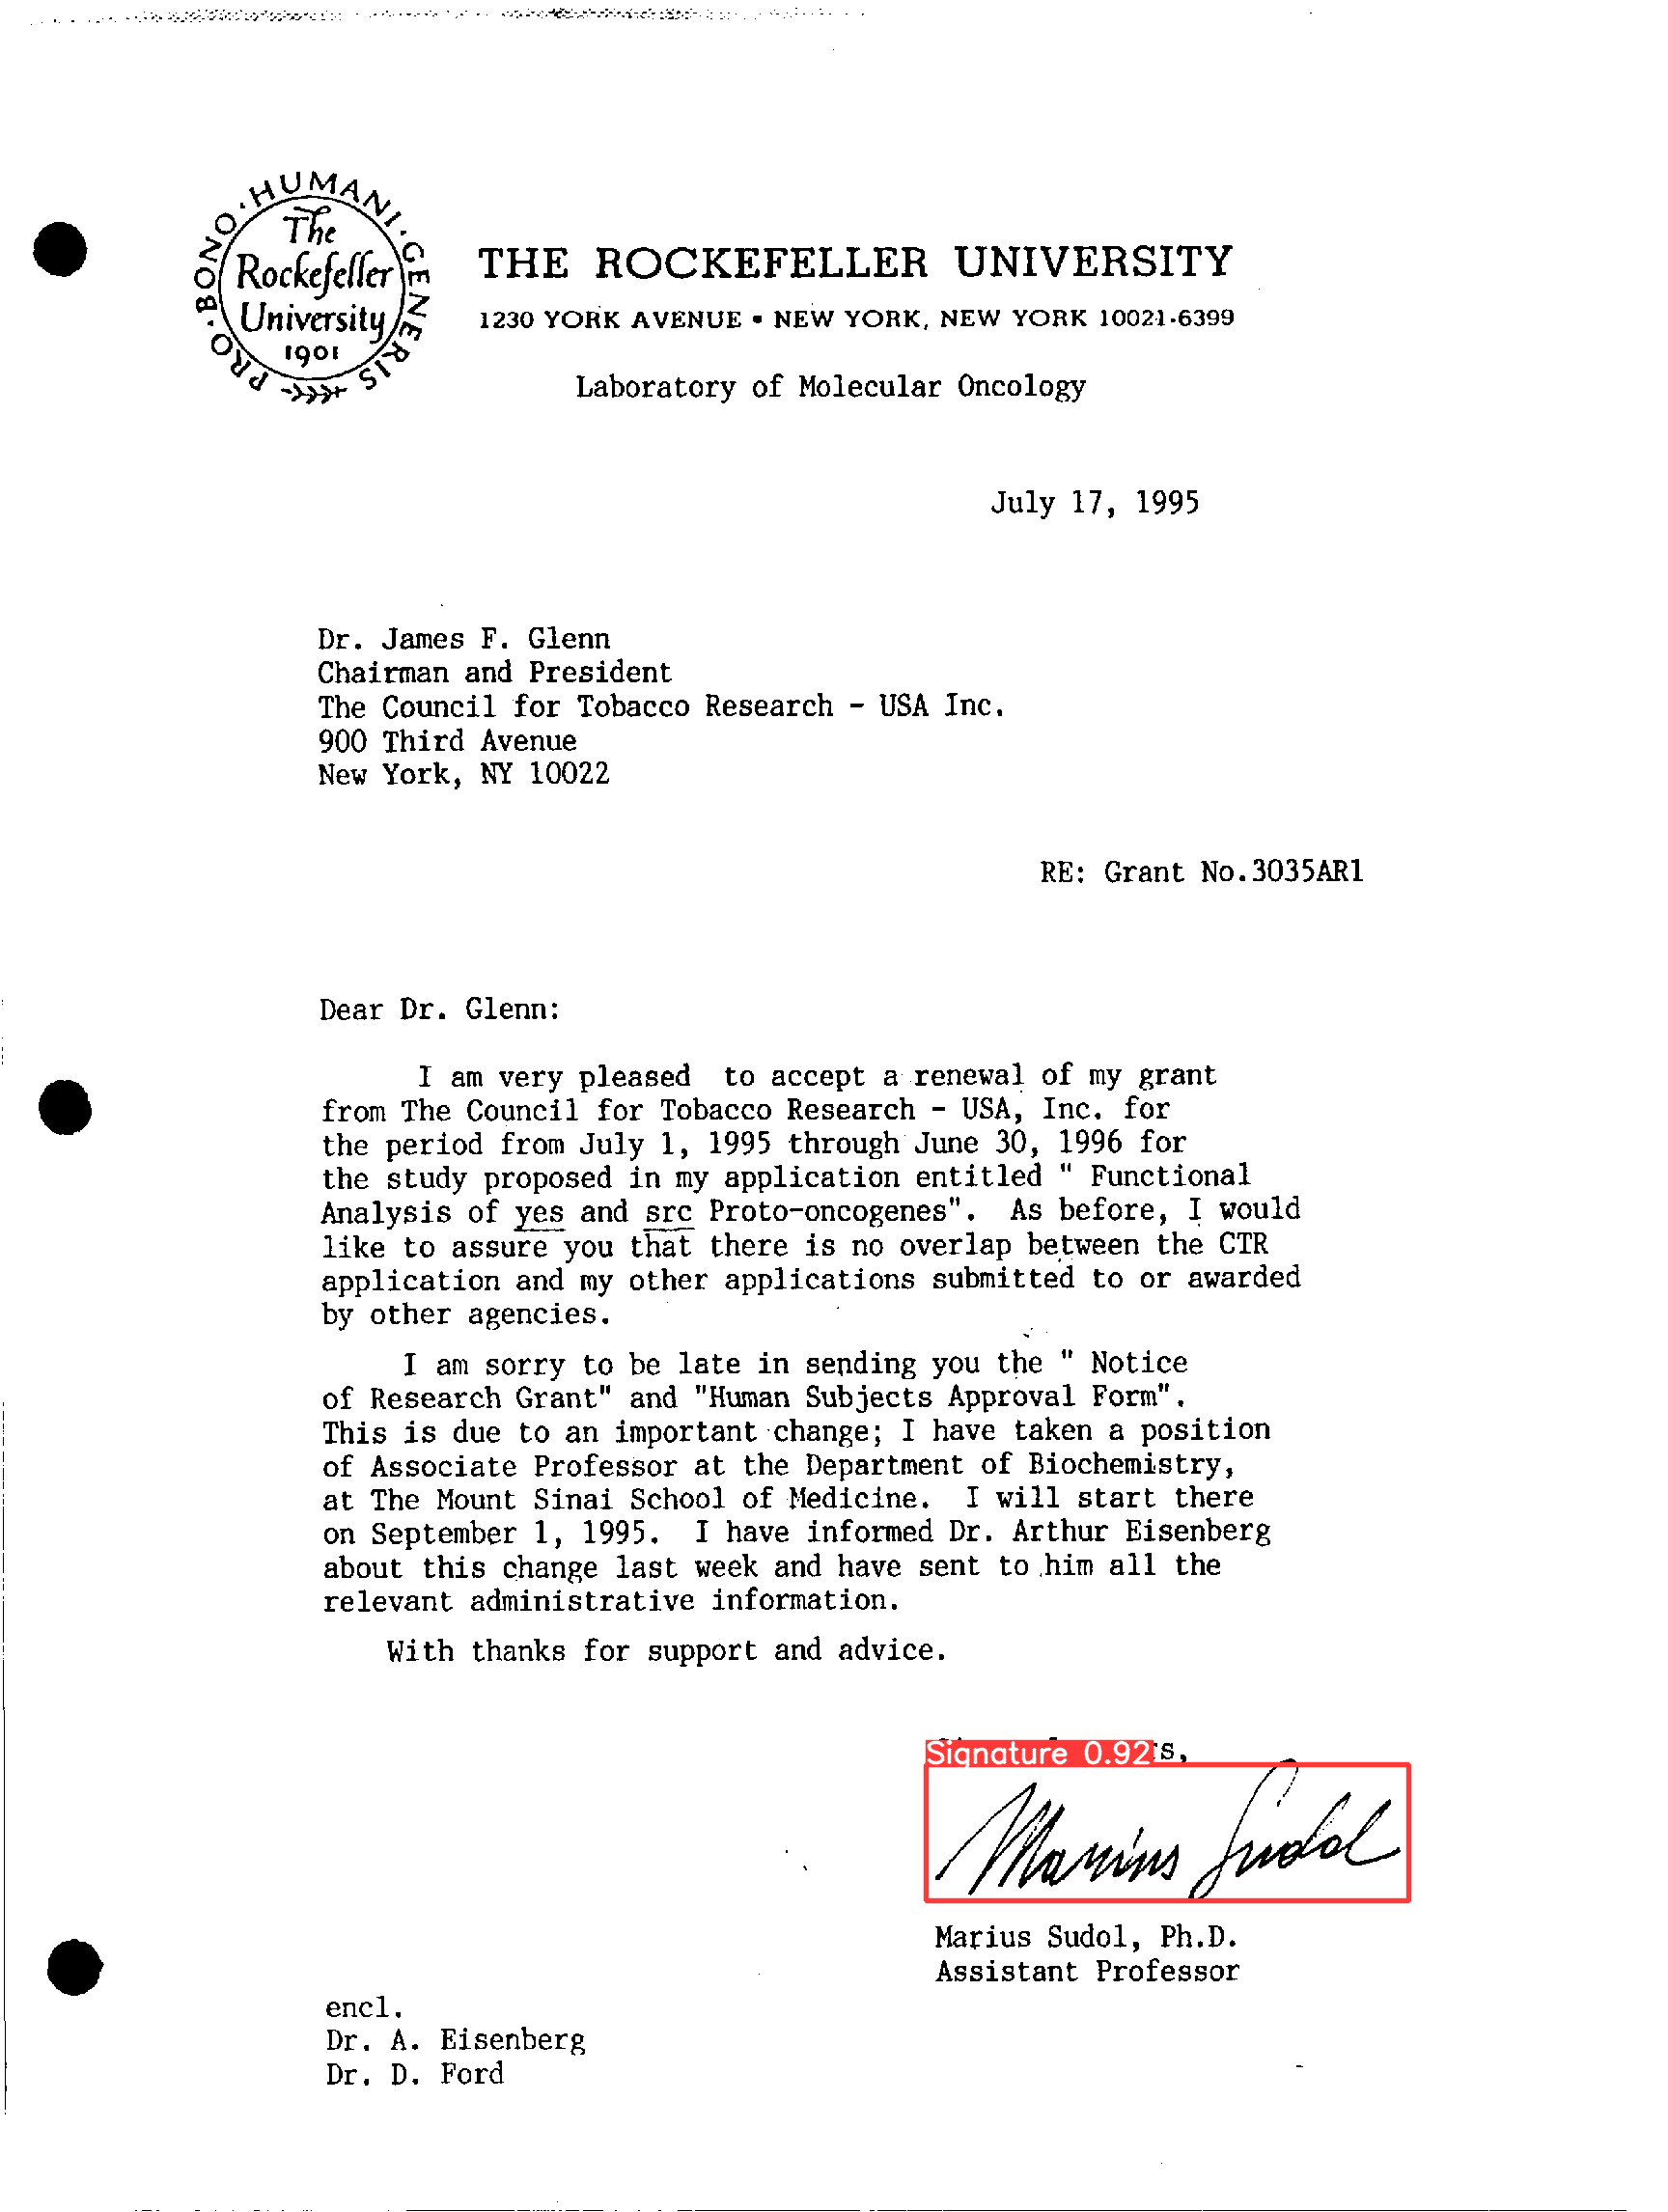 PRO · BONO · HUMANI · GENERIS
The
Rockefeller
University
1901
THE ROCKEFELLER UNIVERSITY
1230 YORK AVENUE ▪ NEW YORK, NEW YORK 10021-6399
Laboratory of Molecular Oncology
July 17, 1995
Dr. James F. Glenn
Chairman and President
The Council for Tobacco Research - USA Inc.
900 Third Avenue
New York, NY 10022
RE: Grant No.3035AR1
Dear Dr. Glenn:
I am very pleased to accept a renewal of my grant
from The Council for Tobacco Research - USA, Inc. for
the period from July 1, 1995 through June 30, 1996 for
the study proposed in my application entitled " Functional
Analysis of yes and src Proto-oncogenes". As before, I would
like to assure you that there is no overlap between the CTR
application and my other applications submitted to or awarded
by other agencies.
I am sorry to be late in sending you the " Notice
of Research Grant" and "Human Subjects Approval Form".
This is due to an important change; I have taken a position
of Associate Professor at the Department of Biochemistry,
at The Mount Sinai School of Medicine. I will start there
on September 1, 1995. I have informed Dr. Arthur Eisenberg
about this change last week and have sent to him all the
relevant administrative information.
With thanks for support and advice.
Signature 0.92
Marius Sudol
Marius Sudol, Ph.D.
Assistant Professor
encl.
Dr. A. Eisenberg
Dr. D. Ford